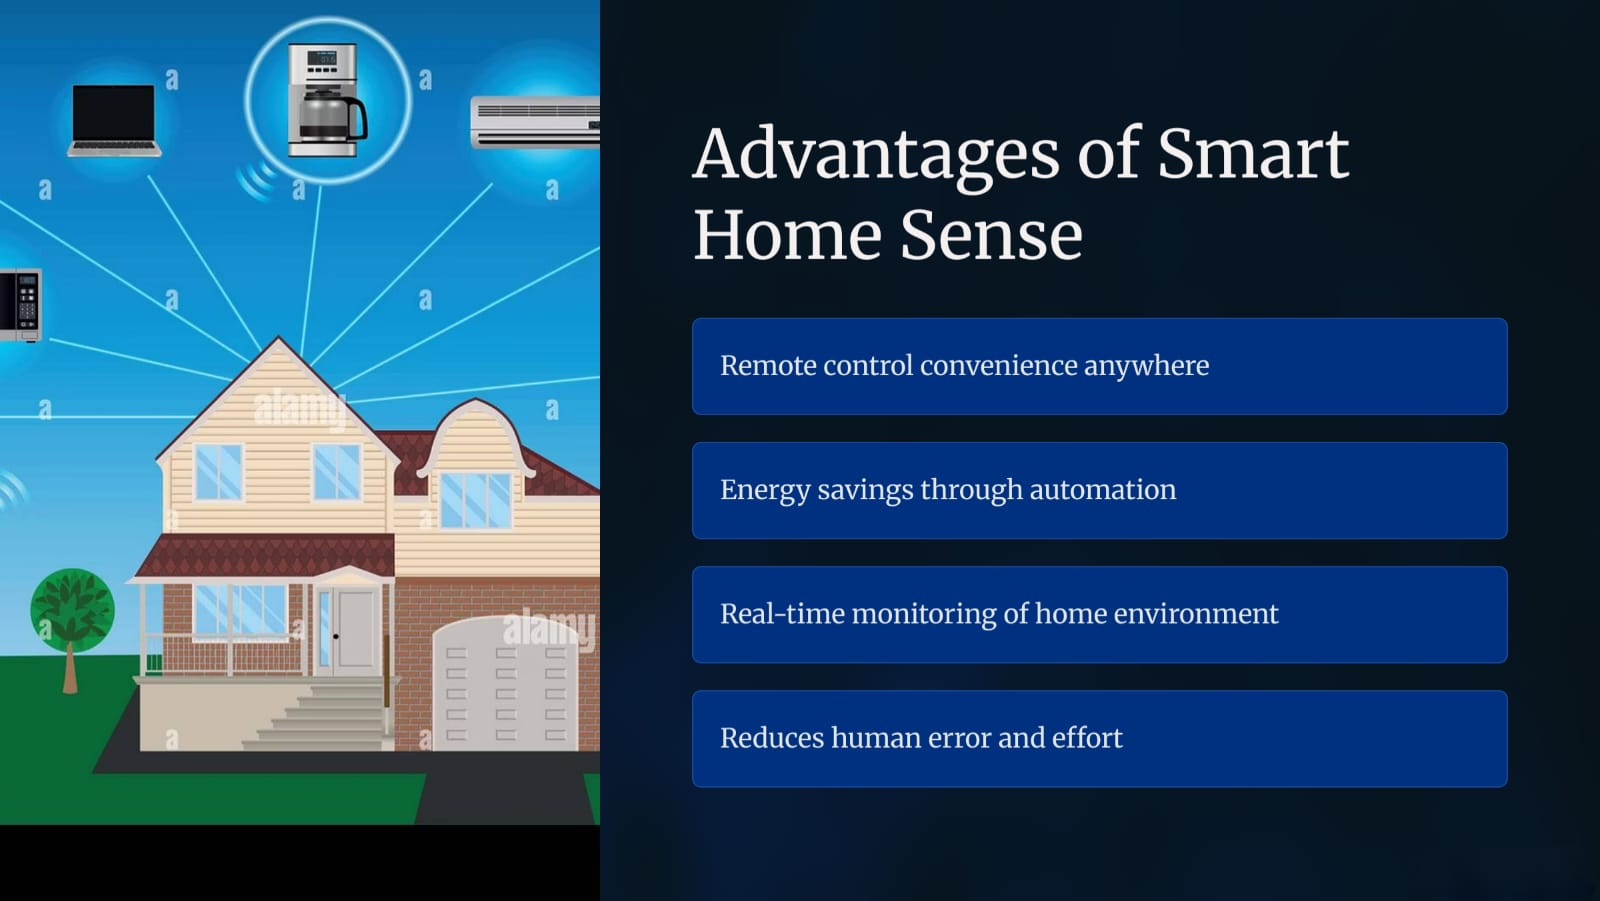 Advantages of Smart
Home Sense
Remote control convenience anywhere
Energy savings through automation
Real-time monitoring of home environment
Reduces human error and effort
a
a
a
a
a
a
a
a
alamy
a
a
a
a
a
alamy
a
a